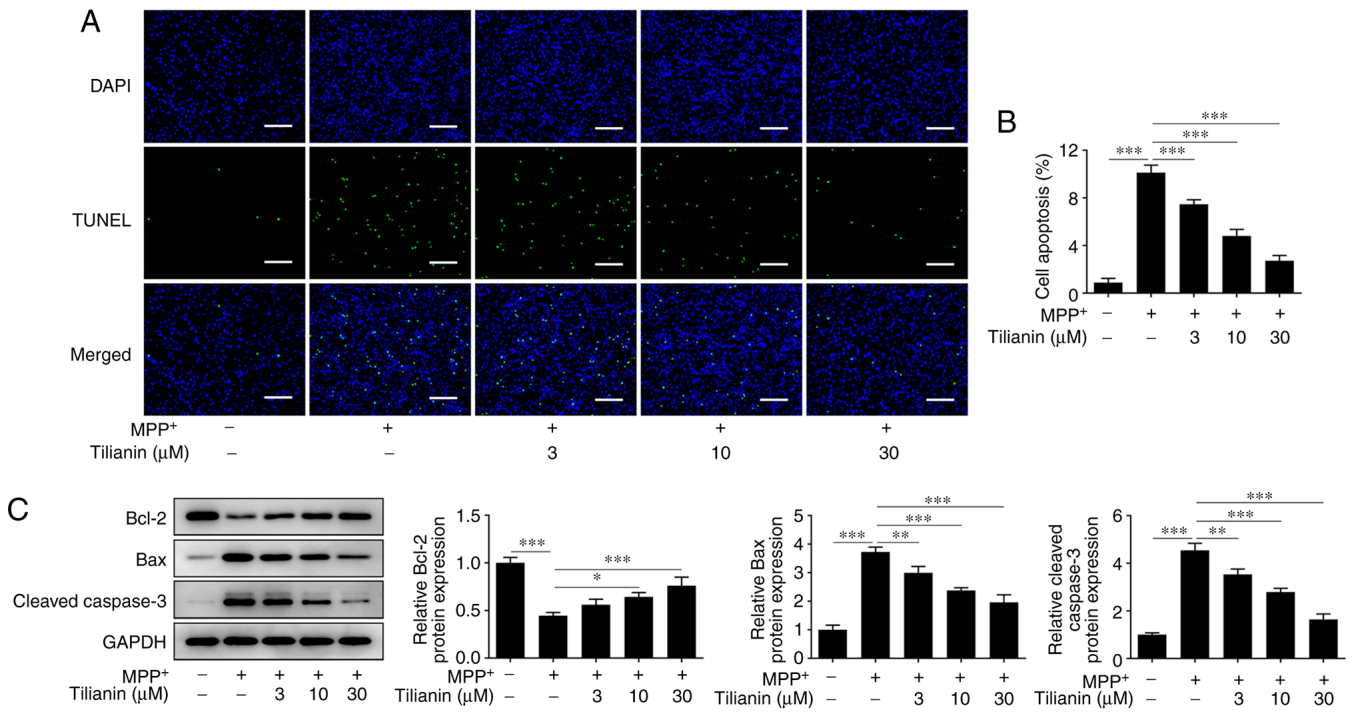 A
DAPI
TUNEL
Merged
MPP+ – + + + +
Tilianin (µM) – – 3 10 30
B
***
***
*** ***
Cell apoptosis (%)
12
8
4
0
MPP+ – + + + +
Tilianin (µM) – – 3 10 30
C
Bcl-2
Bax
Cleaved caspase-3
GAPDH
MPP+ – + + + +
Tilianin (µM) – – 3 10 30
Relative Bcl-2
protein expression
1.5
1.0
0.5
0.0
*** ***
*
MPP+ – + + + +
Tilianin (µM) – – 3 10 30
Relative Bax
protein expression
5
4
3
2
1
0
***
***
*** **
MPP+ – + + + +
Tilianin (µM) – – 3 10 30
Relative cleaved
caspase-3
protein expression
6
4
2
0
***
***
*** **
MPP+ – + + + +
Tilianin (µM) – – 3 10 30